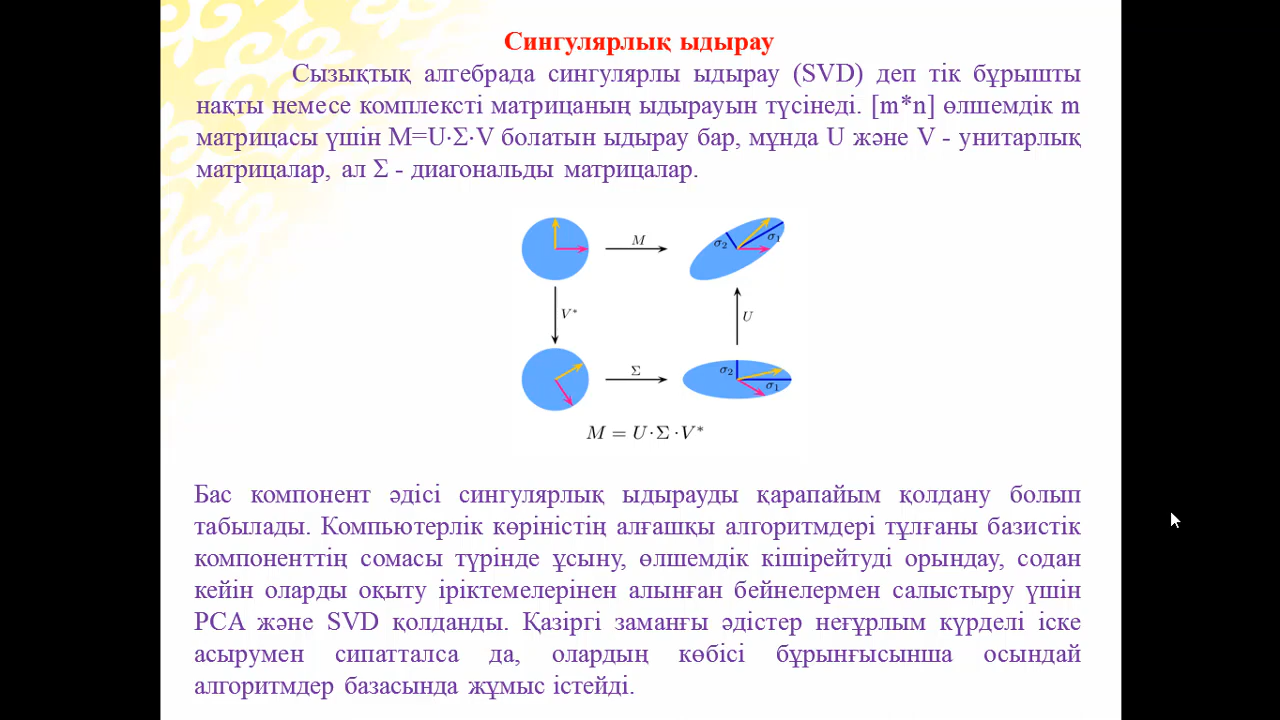 Сингулярлық ыдырау
Сызықтық алгебрада сингулярлы ыдырау (SVD) деп тік бұрышты
нақты немесе комплексті матрицаның ыдырауын түсінеді. [m*n] өлшемдік m
матрицасы үшін M=U·Σ·V болатын ыдырау бар, мұнда U және V - унитарлық
матрицалар, ал Σ - диагональды матрицалар.
M
σ₂
σ₁
V*
U
Σ
σ₂
σ₁
M = U·Σ·V*
Бас компонент әдісі сингулярлық ыдырауды қарапайым қолдану болып
табылады. Компьютерлік көріністің алғашқы алгоритмдері тұлғаны базистік
компоненттің сомасы түрінде ұсыну, өлшемдік кішірейтуді орындау, содан
кейін оларды оқыту іріктемелерінен алынған бейнелермен салыстыру үшін
PCA және SVD қолданды. Қазіргі заманғы әдістер неғұрлым күрделі іске
асырумен сипатталса да, олардың көбісі бұрынғысынша осындай
алгоритмдер базасында жұмыс істейді.